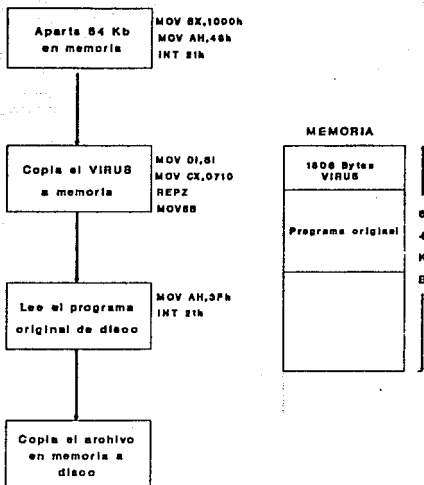 Aparta 64 Kb
en memoria
MOV BX,1000h
MOV AH,48h
INT 21h
Copia el VIRUS
a memoria
MOV DI,SI
MOV CX,0710
REPZ
MOVSB
Lee el programa
original de disco
MOV AH,3Fh
INT 21h
Copia el archivo
en memoria a
disco
MEMORIA
1808 Bytes
VIRUS
Programa original
6
4
K
B